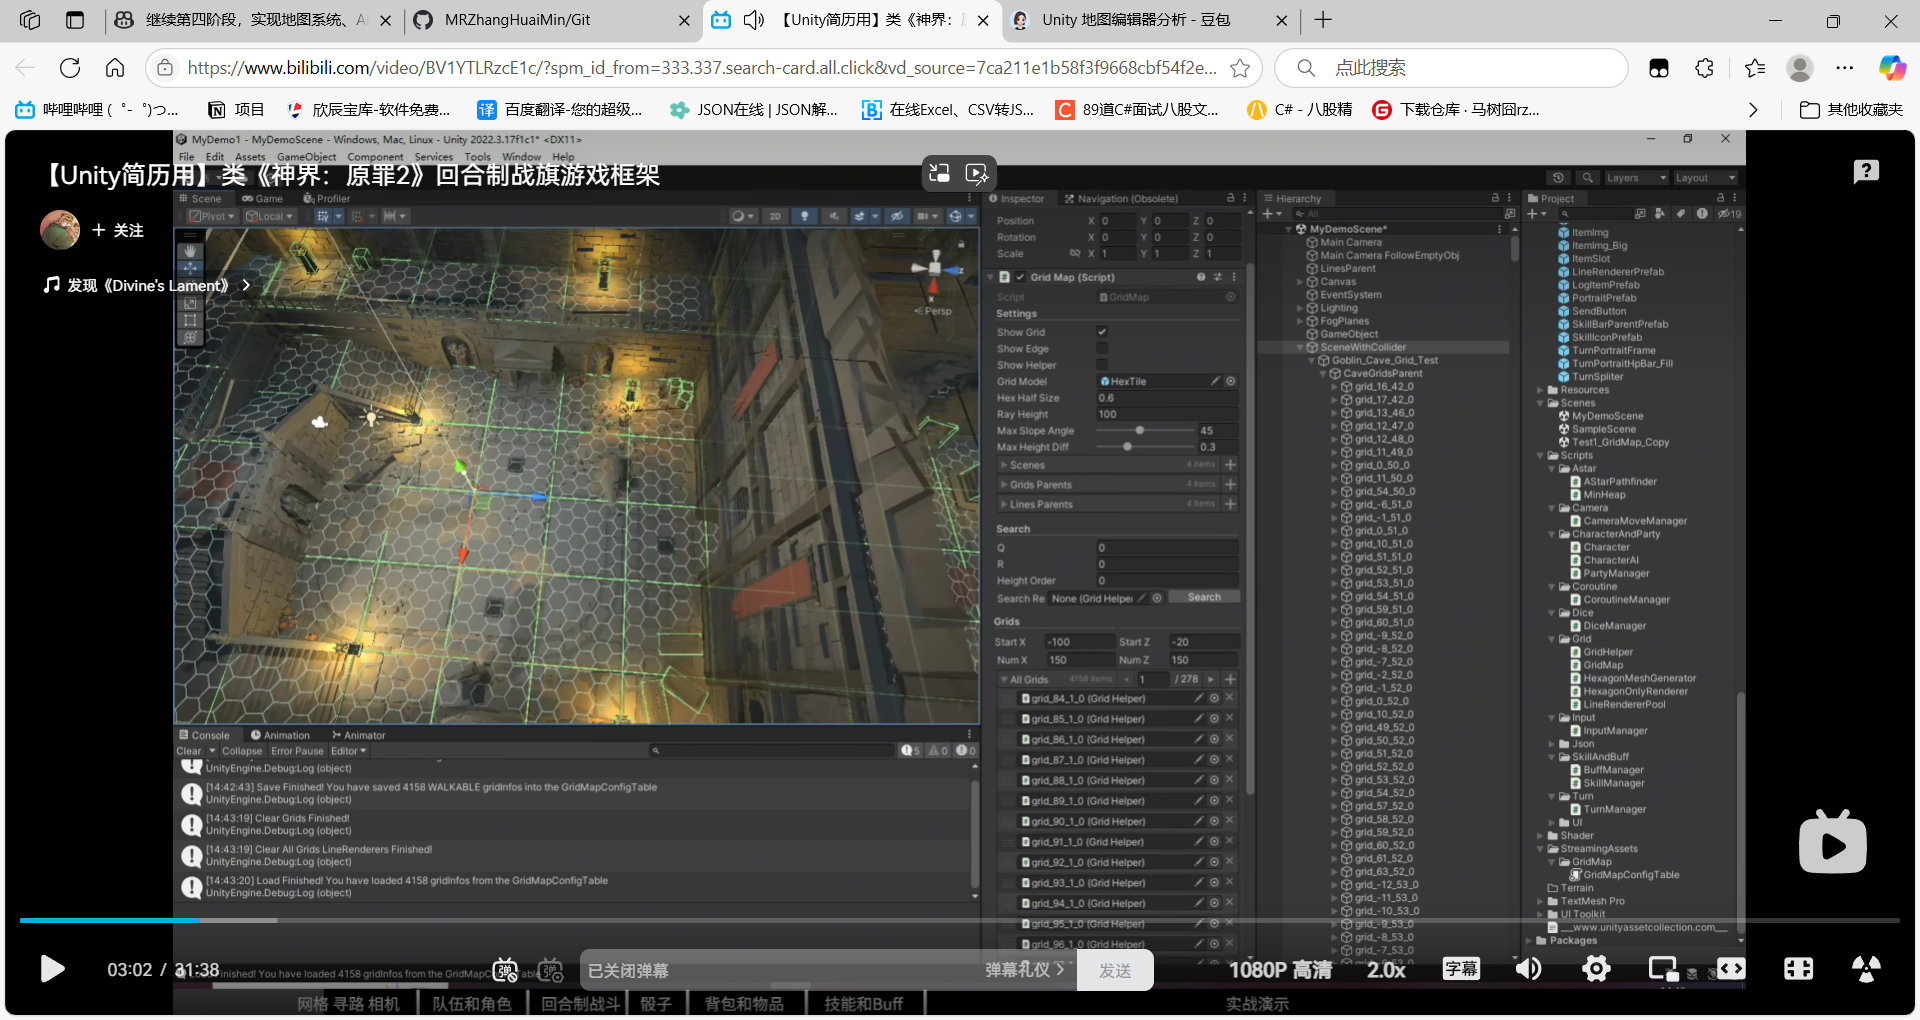 继续第四阶段，实现地图系统、A
MRZhangHuaiMin/Git
【Unity简历用】类《神界：
Unity 地图编辑器分析 - 豆包
https://www.bilibili.com/video/BV1YTLRzcE1c/?spm_id_from=333.337.search-card.all.click&vd_source=7ca211e1b58f3f9668cbf54f2e...
点此搜索
哔哩哔哩 ( ゜- ゜)つ...
项目
欣辰宝库-软件免费...
百度翻译-您的超级...
JSON在线 | JSON解...
在线Excel、CSV转JS...
89道C#面试八股文...
C# - 八股精
下载仓库 · 马树囧rz...
其他收藏夹
MyDemo1 - MyDemoScene - Windows, Mac, Linux - Unity 2022.3.17f1c1* <DX11>
File Edit Assets GameObject Component Services Tools Window Help
【Unity简历用】类《神界：原罪2》回合制战旗游戏框架
+ 关注
发现《Divine's Lament》 >
Layers
Layout
Scene Game Profiler
Pivot Local
2D
Persp
Inspector Navigation (Obsolete)
Position X 0 Y 0 Z 0
Rotation X 0 Y 0 Z 0
Scale X 1 Y 1 Z 1
Grid Map (Script)
Script GridMap
Settings
Show Grid
Show Edge
Show Helper
Grid Model HexTile
Hex Half Size 0.6
Ray Height 100
Max Slope Angle 45
Max Height Diff 0.3
Scenes 4 items
Grids Parents 4 items
Lines Parents 4 items
Search
Q 0
R 0
Height Order 0
Search Re None (Grid Helper Search
Grids
Start X -100 Start Z -20
Num X 150 Num Z 150
All Grids 4158 items 1 / 278
grid_84_1_0 (Grid Helper)
grid_85_1_0 (Grid Helper)
grid_86_1_0 (Grid Helper)
grid_87_1_0 (Grid Helper)
grid_88_1_0 (Grid Helper)
grid_89_1_0 (Grid Helper)
grid_90_1_0 (Grid Helper)
grid_91_1_0 (Grid Helper)
grid_92_1_0 (Grid Helper)
grid_93_1_0 (Grid Helper)
grid_94_1_0 (Grid Helper)
grid_95_1_0 (Grid Helper)
grid_96_1_0 (Grid Helper)
Hierarchy
All
MyDemoScene*
Main Camera
Main Camera FollowEmptyObj
LinesParent
Canvas
EventSystem
Lighting
FogPlanes
GameObject
SceneWithCollider
Goblin_Cave_Grid_Test
CaveGridsParent
grid_16_42_0
grid_17_42_0
grid_13_46_0
grid_12_47_0
grid_12_48_0
grid_11_49_0
grid_0_50_0
grid_11_50_0
grid_54_50_0
grid_-6_51_0
grid_-1_51_0
grid_0_51_0
grid_10_51_0
grid_51_51_0
grid_52_51_0
grid_53_51_0
grid_54_51_0
grid_59_51_0
grid_60_51_0
grid_-9_52_0
grid_-8_52_0
grid_-7_52_0
grid_-2_52_0
grid_-1_52_0
grid_0_52_0
grid_10_52_0
grid_49_52_0
grid_50_52_0
grid_51_52_0
grid_52_52_0
grid_53_52_0
grid_54_52_0
grid_57_52_0
grid_58_52_0
grid_59_52_0
grid_60_52_0
grid_61_52_0
grid_63_52_0
grid_-12_53_0
grid_-11_53_0
grid_-10_53_0
grid_-9_53_0
grid_-8_53_0
grid_-7_53_0
Project
19
ItemImg
ItemImg_Big
ItemSlot
LineRendererPrefab
LogItemPrefab
PortraitPrefab
SendButton
SkillBarParentPrefab
SkillIconPrefab
TurnPortraitFrame
TurnPortraitHpBar_Fill
TurnSpliter
Resources
Scenes
MyDemoScene
SampleScene
Test1_GridMap_Copy
Scripts
Astar
AStarPathfinder
MinHeap
Camera
CameraMoveManager
CharacterAndParty
Character
CharacterAI
PartyManager
Coroutine
CoroutineManager
Dice
DiceManager
Grid
GridHelper
GridMap
HexagonMeshGenerator
HexagonOnlyRenderer
LineRendererPool
Input
InputManager
Json
SkillAndBuff
BuffManager
SkillManager
Turn
TurnManager
UI
Shader
StreamingAssets
GridMap
GridMapConfigTable
Terrain
TextMesh Pro
UI Toolkit
__www.unityassetcollection.com__
Packages
Console Animation Animator
Clear Collapse Error Pause Editor
5 0 0
UnityEngine.Debug:Log (object)
[14:42:43] Save Finished! You have saved 4158 WALKABLE gridInfos into the GridMapConfigTable
UnityEngine.Debug:Log (object)
[14:43:19] Clear Grids Finished!
UnityEngine.Debug:Log (object)
[14:43:19] Clear All Grids LineRenderers Finished!
UnityEngine.Debug:Log (object)
[14:43:20] Load Finished! You have loaded 4158 gridInfos from the GridMapConfigTable
UnityEngine.Debug:Log (object)
03:02 / 31:38
inished! You have loaded 4158 gridInfos from the GridMapConfigTable
已关闭弹幕
弹幕礼仪 >
发送
1080P 高清
2.0x
字幕
网格 寻路 相机
队伍和角色
回合制战斗
骰子
背包和物品
技能和Buff
实战演示